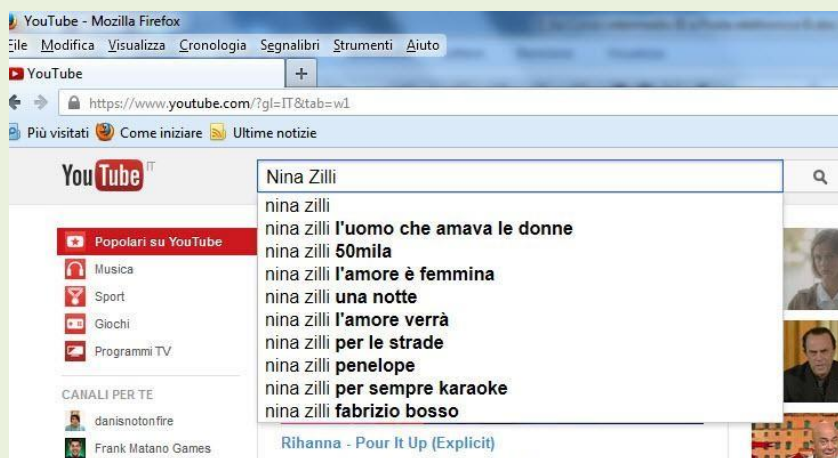 YouTube - Mozilla Firefox
File Modifica Visualizza Cronologia Segnalibri Strumenti Aiuto
YouTube +
https://www.youtube.com/?gl=IT&tab=w1
Più visitati Come iniziare Ultime notizie
YouTube IT
Nina Zilli
nina zilli
nina zilli l'uomo che amava le donne
nina zilli 50mila
nina zilli l'amore è femmina
nina zilli una notte
nina zilli l'amore verrà
nina zilli per le strade
nina zilli penelope
nina zilli per sempre karaoke
nina zilli fabrizio bosso
Popolari su YouTube
Musica
Sport
Giochi
Programmi TV
CANALI PER TE
danisnotonfire
Frank Matano Games
Rihanna - Pour It Up (Explicit)